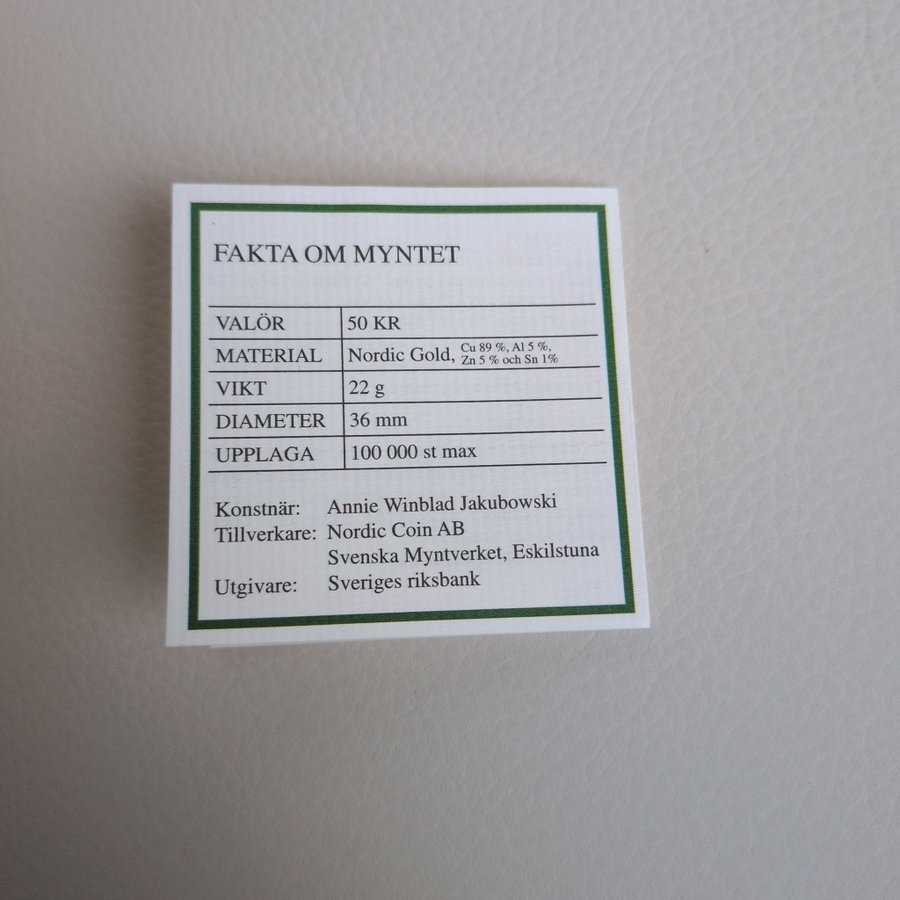 FAKTA OM MYNTET
VALÖR 50 KR
MATERIAL Nordic Gold, Cu 89 %, Al 5 %,
Zn 5 % och Sn 1%
VIKT 22 g
DIAMETER 36 mm
UPPLAGA 100 000 st max
Konstnär: Annie Winblad Jakubowski
Tillverkare: Nordic Coin AB
Svenska Myntverket, Eskilstuna
Utgivare: Sveriges riksbank